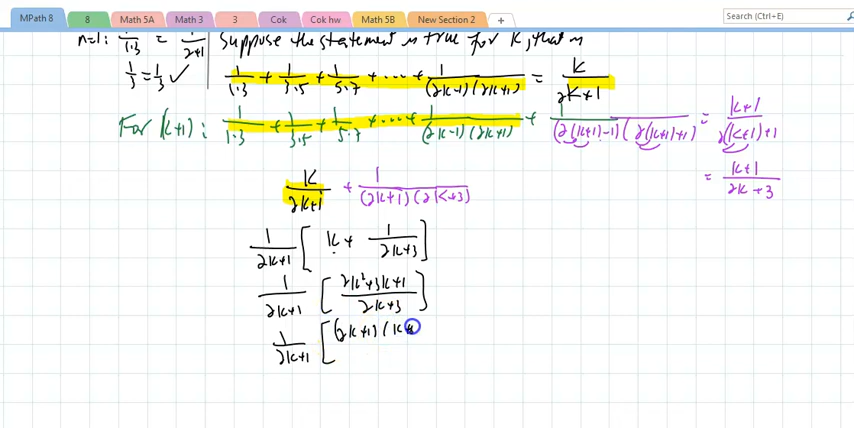 MPath 8 8 Math 5A Math 3 3 Cok Cok hw Math 5B New Section 2 +
Search (Ctrl+E)
n=1: 1/(1·3) = 1/(2+1) Suppose the statement is true for k, that is
1/3 = 1/3 ✓ 1/(1·3) + 1/(3·5) + 1/(5·7) + ... + 1/((2k-1)(2k+1)) = k/(2k+1)
For (k+1): 1/(1·3) + 1/(3·5) + 1/(5·7) + ... + 1/((2k-1)(2k+1)) + 1/((2(k+1)-1)(2(k+1)+1)) = (k+1)/(2(k+1)+1)
k/(2k+1) + 1/((2k+1)(2k+3)) = (k+1)/(2k+3)
1/(2k+1) [ k + 1/(2k+3) ]
1/(2k+1) [ (2k²+3k+1)/(2k+3) ]
1/(2k+1) [ (2k+1)(k+